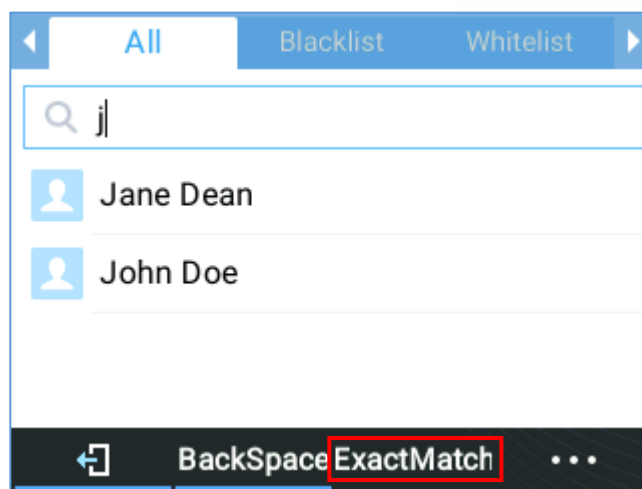 All Blacklist Whitelist
j
Jane Dean
John Doe
BackSpace ExactMatch ...